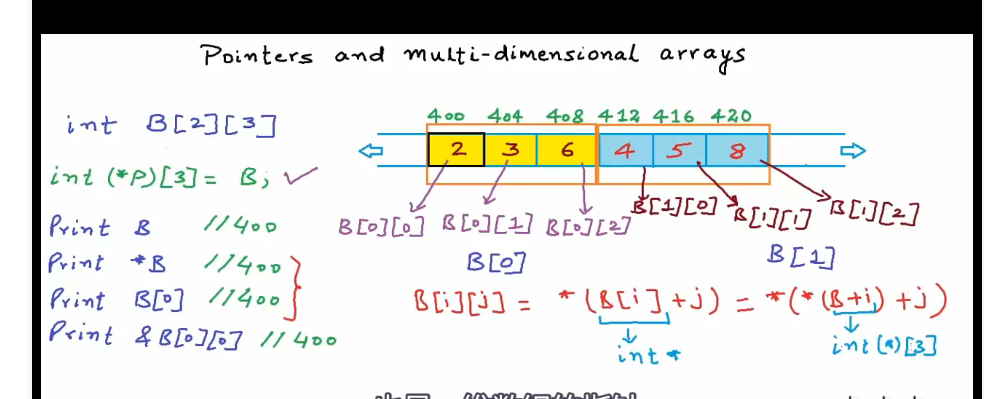 Pointers and multi-dimensional arrays
int B[2][3]
400 404 408 412 416 420
2 3 6 4 5 8
int (*P)[3] = B; ✓
B[0][0] B[0][1] B[0][2] B[1][0] B[1][1] B[1][2]
Print B //400
B[0] B[1]
Print *B //400
Print B[0] //400
B[i][j] = *(B[i]+j) = *(*(B+i)+j)
Print &B[0][0] //400
int * int (*)[3]